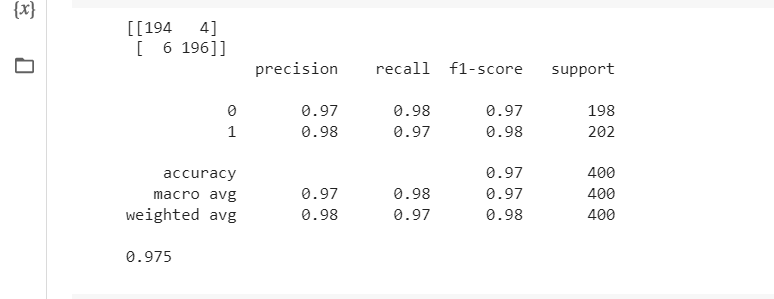 {x}
[[194   4]
 [  6 196]]
              precision    recall  f1-score   support

           0       0.97      0.98      0.97       198
           1       0.98      0.97      0.98       202

    accuracy                           0.97       400
   macro avg       0.97      0.98      0.97       400
weighted avg       0.98      0.97      0.98       400

0.975